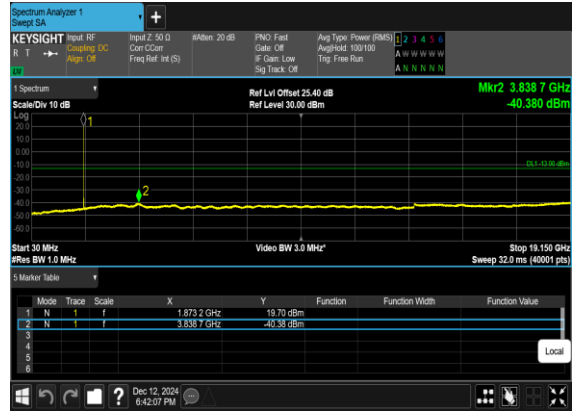 Spectrum Analyzer 1
Swept SA
+
KEYSIGHT Input: RF Input Z: 50 Ω #Atten: 20 dB PNO: Fast Avg Type: Power (RMS) 1 2 3 4 5 6
R T Coupling: DC Corr CCorr Gate: Off Avg|Hold: 100/100 A W W W W W
Align: Off Freq Ref: Int (S) IF Gain: Low Trig: Free Run
Sig Track: Off A N N N N N
1 Spectrum Ref Lvl Offset 25.40 dB Mkr2 3.838 7 GHz
Scale/Div 10 dB Ref Level 30.00 dBm -40.380 dBm
Log
1
20.0
10.0
0.00
-10.0
DL1 -13.00 dBm
-20.0
-30.0
2
-40.0
-50.0
-60.0
Start 30 MHz Video BW 3.0 MHz* Stop 19.150 GHz
#Res BW 1.0 MHz Sweep 32.0 ms (40001 pts)
5 Marker Table
Mode Trace Scale X Y Function Function Width Function Value
1 N 1 f 1.873 2 GHz 19.70 dBm
2 N 1 f 3.838 7 GHz -40.38 dBm
3
4
5
6
Local
? Dec 12, 2024
6:42:07 PM